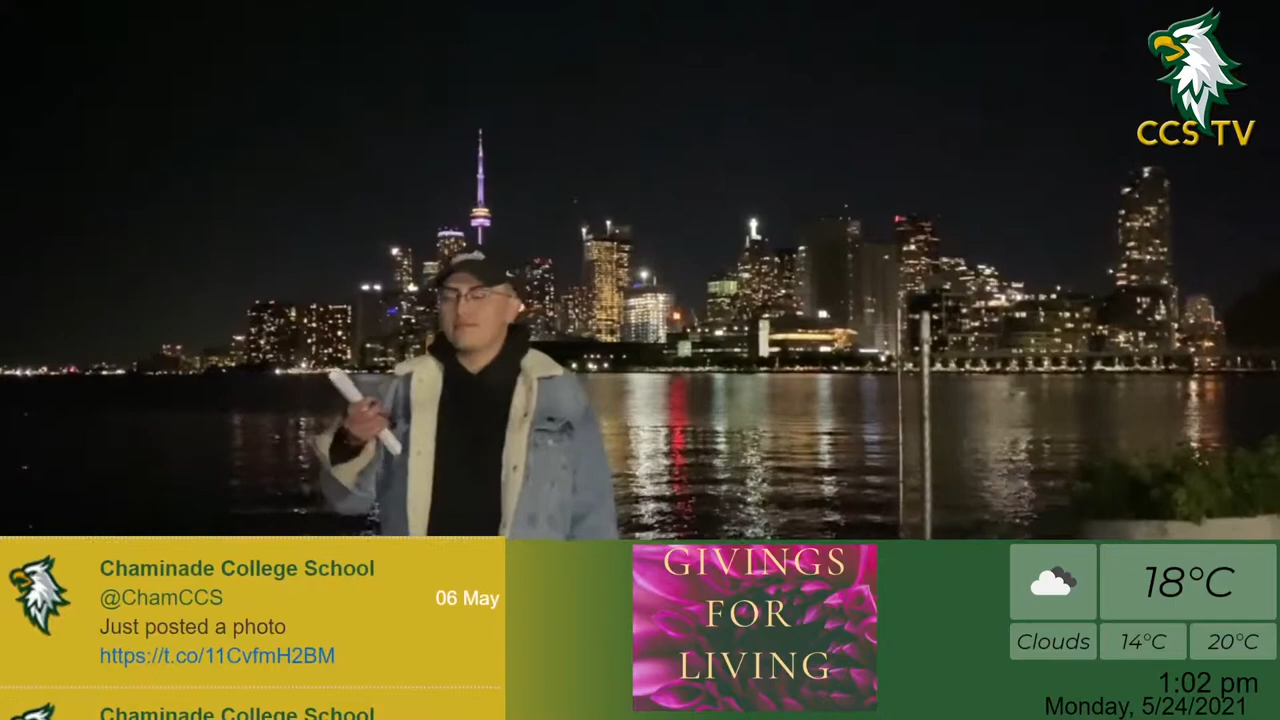 CCS TV
Chaminade College School
@ChamCCS
06 May
Just posted a photo
https://t.co/11CvfmH2BM
Chaminade College School
GIVINGS
FOR
LIVING
18°C
Clouds
14°C
20°C
1:02 pm
Monday, 5/24/2021